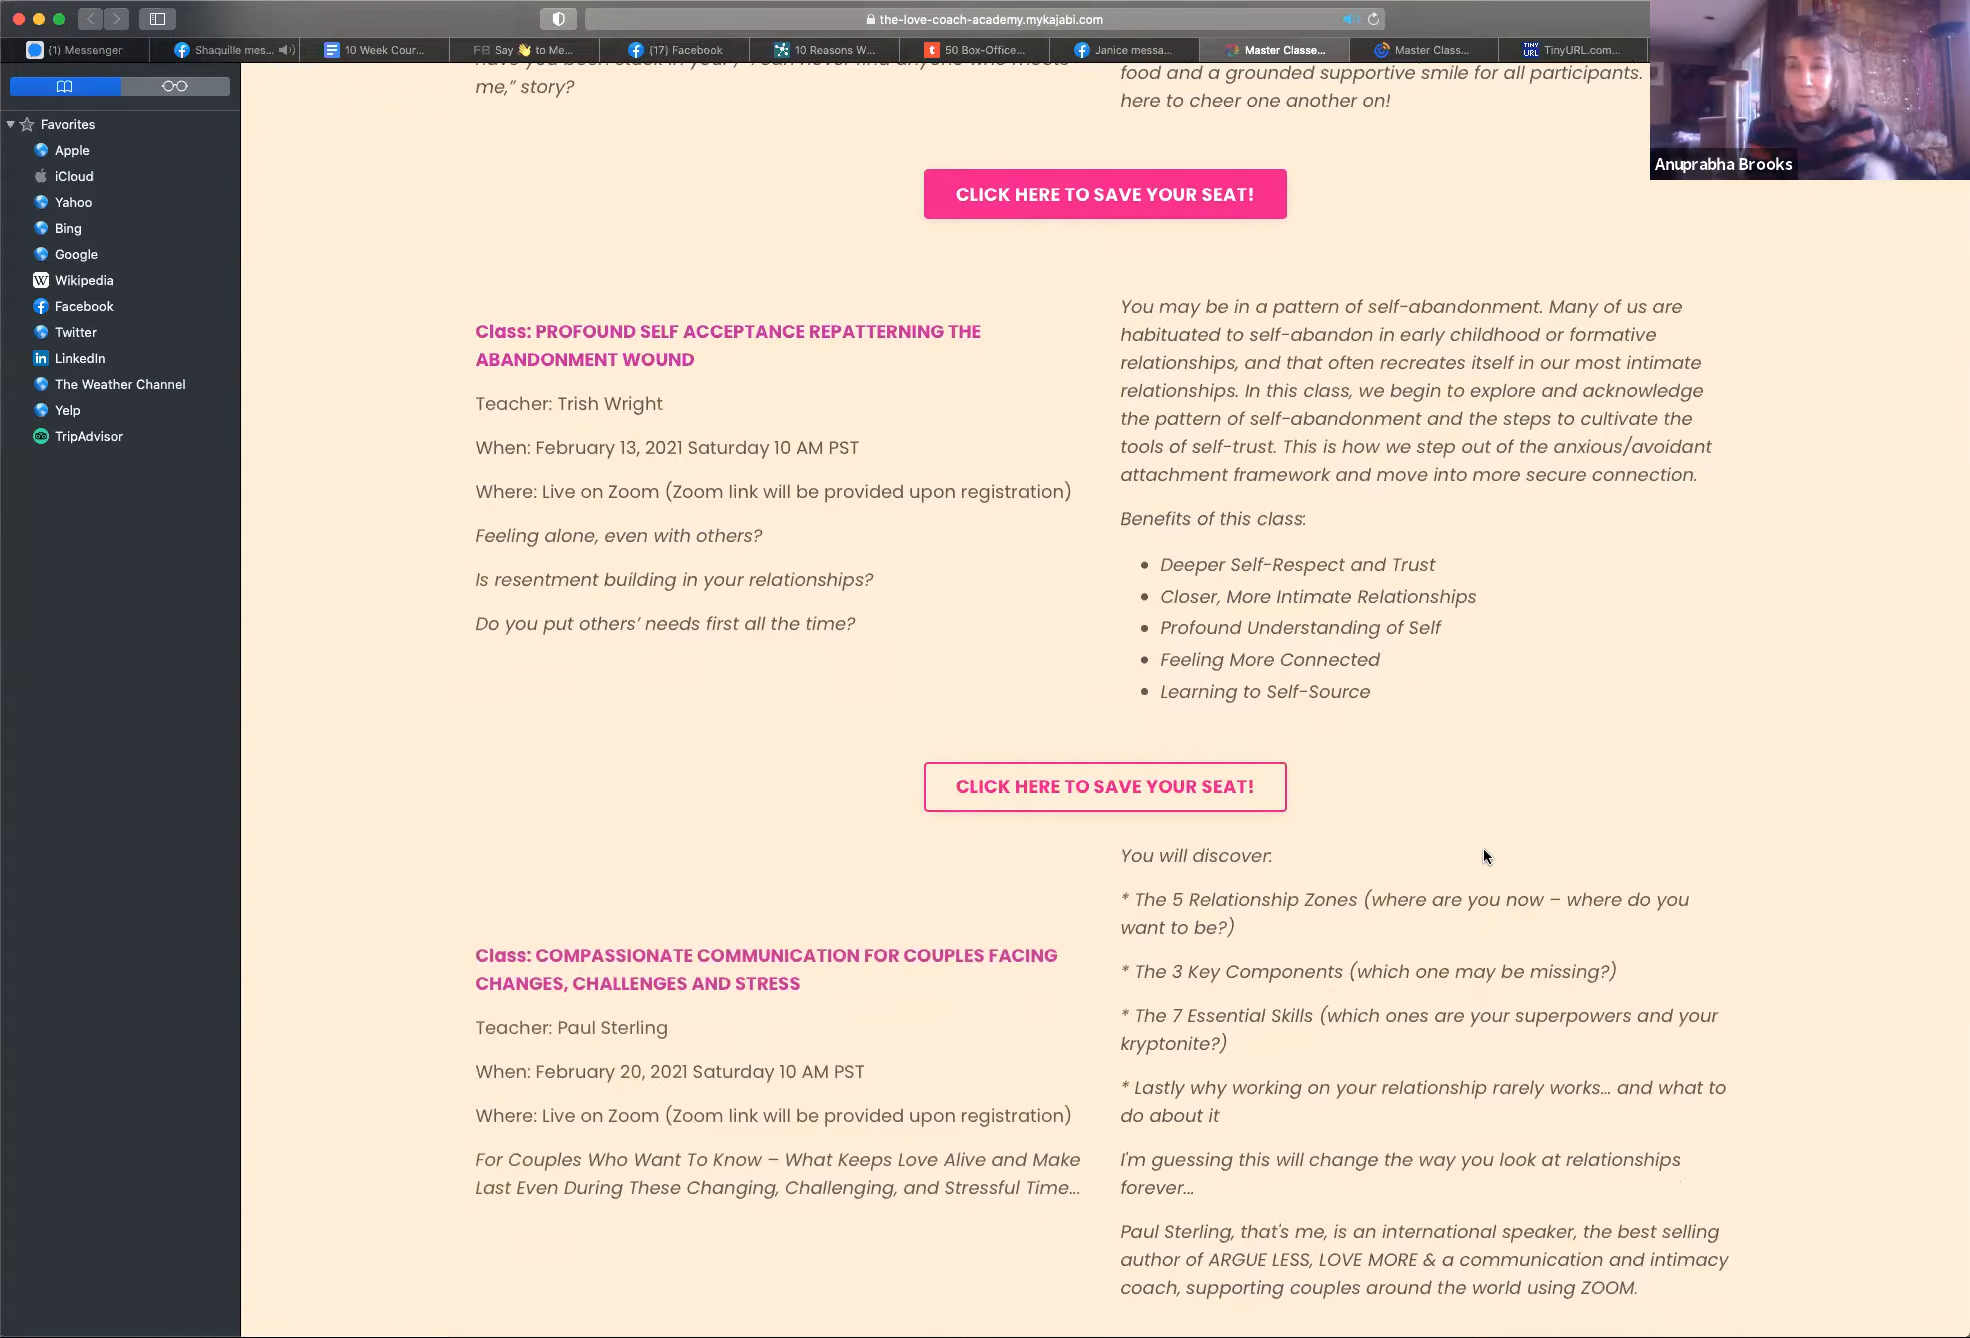 the-love-coach-academy.mykajabi.com
(1) Messenger
Shaquille mes...
10 Week Cour...
FB Say 👋 to Me...
(17) Facebook
10 Reasons W...
50 Box-Office...
Janice messa...
Master Classe...
Master Class...
TINY
URL
TinyURL.com...
Favorites
Apple
iCloud
Yahoo
Bing
Google
Wikipedia
Facebook
Twitter
LinkedIn
The Weather Channel
Yelp
TripAdvisor
Anuprabha Brooks
me,” story?
food and a grounded supportive smile for all participants.
here to cheer one another on!
CLICK HERE TO SAVE YOUR SEAT!
Class: PROFOUND SELF ACCEPTANCE REPATTERNING THE
ABANDONMENT WOUND
Teacher: Trish Wright
When: February 13, 2021 Saturday 10 AM PST
Where: Live on Zoom (Zoom link will be provided upon registration)
Feeling alone, even with others?
Is resentment building in your relationships?
Do you put others’ needs first all the time?
You may be in a pattern of self-abandonment. Many of us are
habituated to self-abandon in early childhood or formative
relationships, and that often recreates itself in our most intimate
relationships. In this class, we begin to explore and acknowledge
the pattern of self-abandonment and the steps to cultivate the
tools of self-trust. This is how we step out of the anxious/avoidant
attachment framework and move into more secure connection.
Benefits of this class:
• Deeper Self-Respect and Trust
• Closer, More Intimate Relationships
• Profound Understanding of Self
• Feeling More Connected
• Learning to Self-Source
CLICK HERE TO SAVE YOUR SEAT!
Class: COMPASSIONATE COMMUNICATION FOR COUPLES FACING
CHANGES, CHALLENGES AND STRESS
Teacher: Paul Sterling
When: February 20, 2021 Saturday 10 AM PST
Where: Live on Zoom (Zoom link will be provided upon registration)
For Couples Who Want To Know – What Keeps Love Alive and Make
Last Even During These Changing, Challenging, and Stressful Time...
You will discover:
* The 5 Relationship Zones (where are you now – where do you
want to be?)
* The 3 Key Components (which one may be missing?)
* The 7 Essential Skills (which ones are your superpowers and your
kryptonite?)
* Lastly why working on your relationship rarely works... and what to
do about it
I'm guessing this will change the way you look at relationships
forever...
Paul Sterling, that's me, is an international speaker, the best selling
author of ARGUE LESS, LOVE MORE & a communication and intimacy
coach, supporting couples around the world using ZOOM.